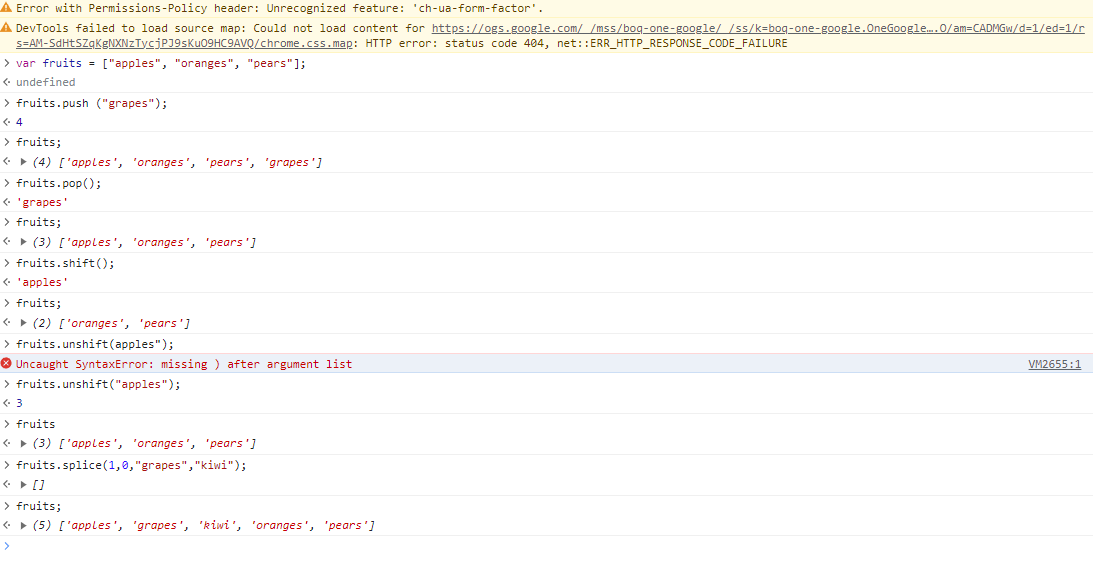 Error with Permissions-Policy header: Unrecognized feature: 'ch-ua-form-factor'.
DevTools failed to load source map: Could not load content for https://ogs.google.com/_/mss/boq-one-google/_/ss/k=boq-one-google.OneGoogle….O/am=CADMGw/d=1/ed=1/r
s=AM-SdHtSZqKgNXNzTycjPJ9sKuO9HC9AVQ/chrome.css.map: HTTP error: status code 404, net::ERR_HTTP_RESPONSE_CODE_FAILURE
> var fruits = ["apples", "oranges", "pears"];
undefined
> fruits.push ("grapes");
4
> fruits;
(4) ['apples', 'oranges', 'pears', 'grapes']
> fruits.pop();
'grapes'
> fruits;
(3) ['apples', 'oranges', 'pears']
> fruits.shift();
'apples'
> fruits;
(2) ['oranges', 'pears']
> fruits.unshift(apples");
Uncaught SyntaxError: missing ) after argument list VM2655:1
> fruits.unshift("apples");
3
> fruits
(3) ['apples', 'oranges', 'pears']
> fruits.splice(1,0,"grapes","kiwi");
[]
> fruits;
(5) ['apples', 'grapes', 'kiwi', 'oranges', 'pears']
>